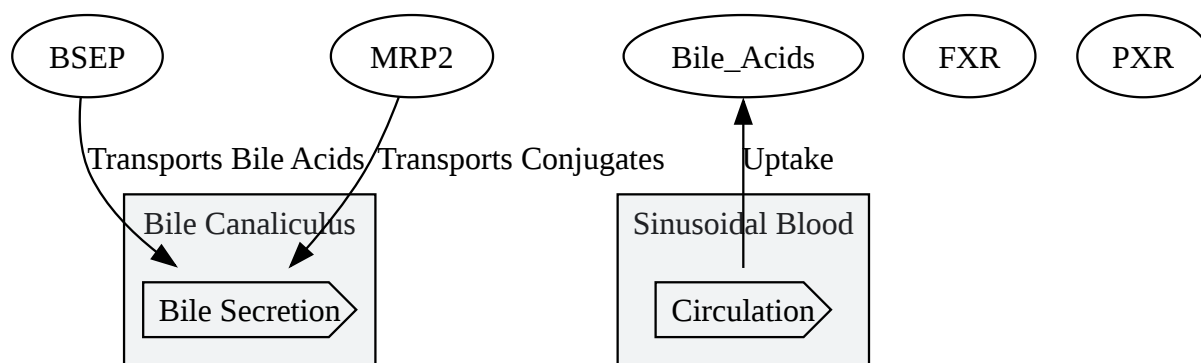 BSEP
MRP2
Bile_Acids
FXR
PXR
Transports Bile Acids
Transports Conjugates
Uptake
Bile Canaliculus
Sinusoidal Blood
Bile Secretion
Circulation